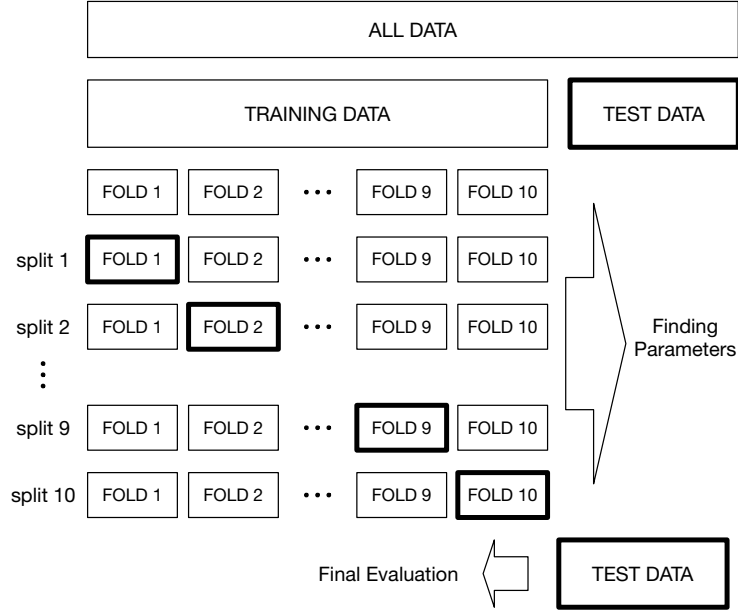 ALL DATA
TRAINING DATA TEST DATA
FOLD 1 FOLD 2 ••• FOLD 9 FOLD 10
split 1 FOLD 1 FOLD 2 ••• FOLD 9 FOLD 10
split 2 FOLD 1 FOLD 2 ••• FOLD 9 FOLD 10
Finding
Parameters
split 9 FOLD 1 FOLD 2 ••• FOLD 9 FOLD 10
split 10 FOLD 1 FOLD 2 ••• FOLD 9 FOLD 10
Final Evaluation TEST DATA